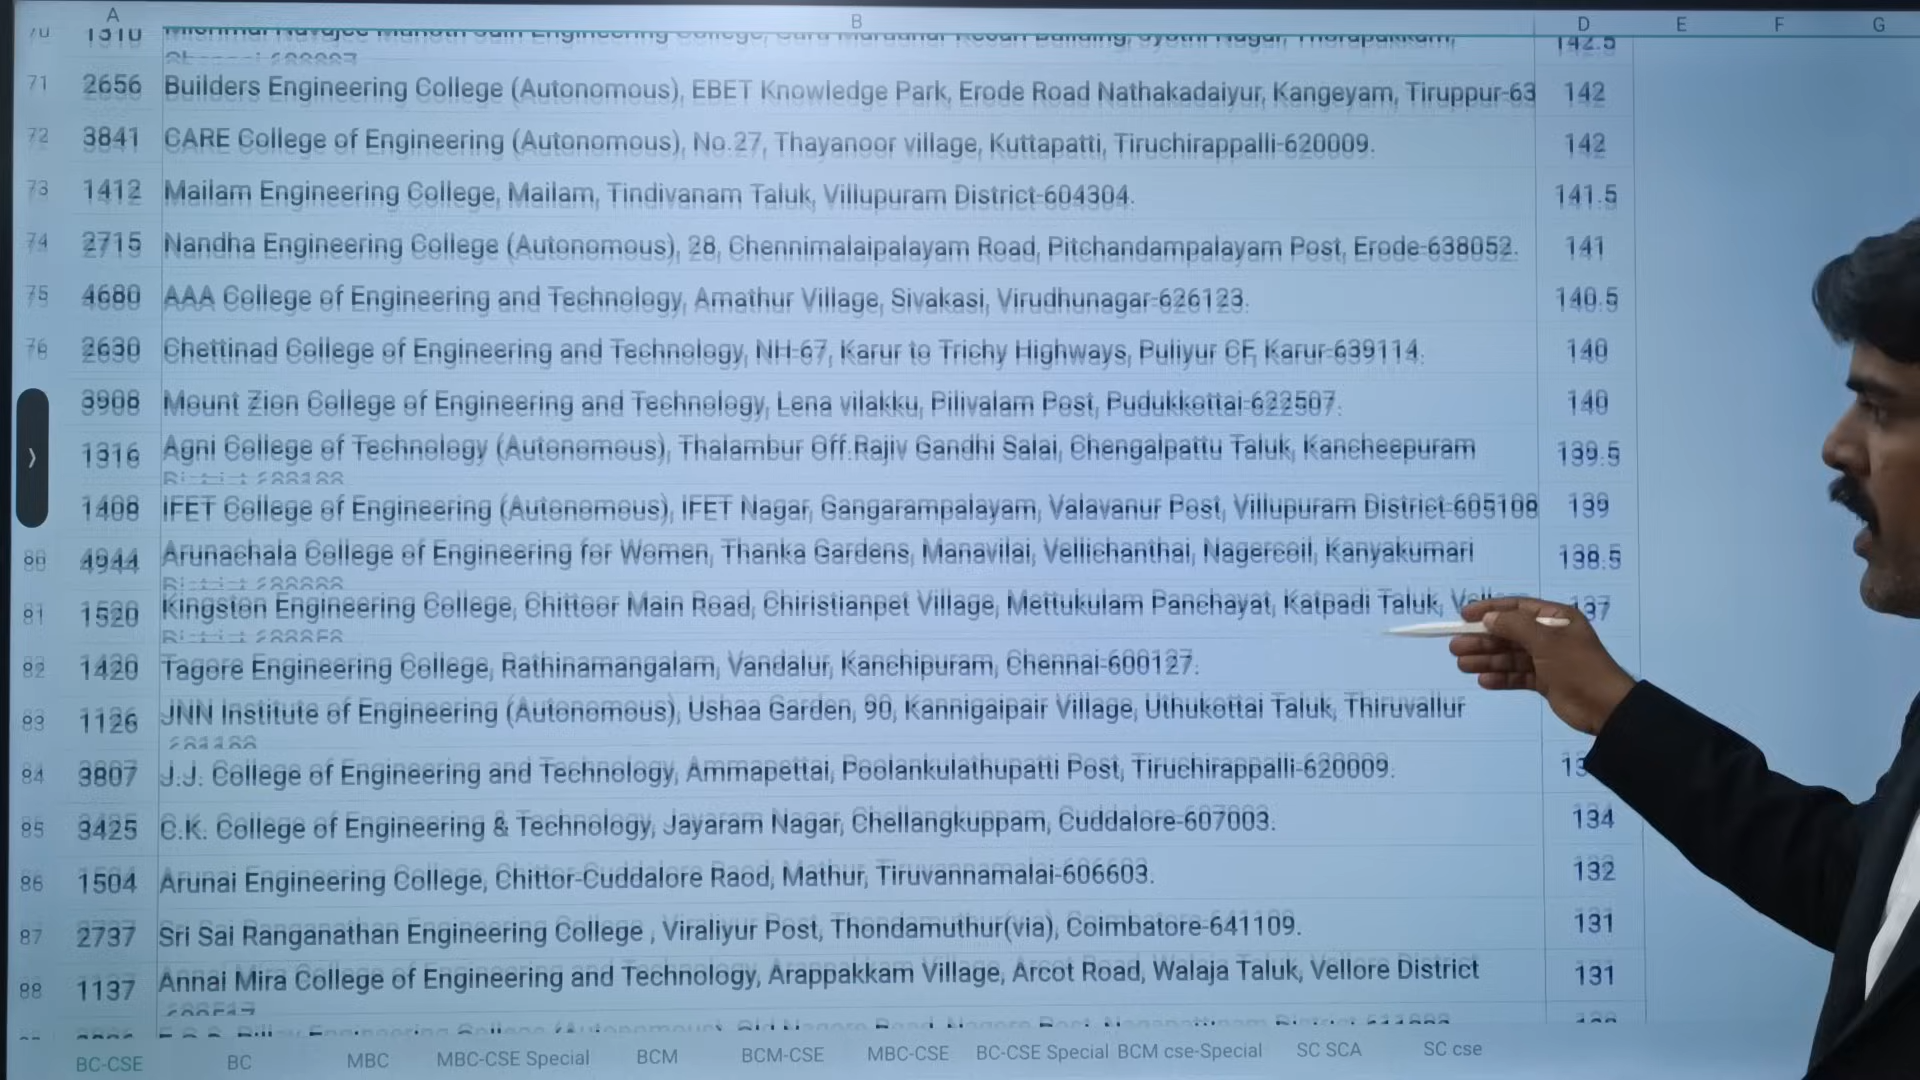 A B D E F G
70 1310 142.5
71 2656 Builders Engineering College (Autonomous), EBET Knowledge Park, Erode Road Nathakadaiyur, Kangeyam, Tiruppur-63 142
72 3841 CARE College of Engineering (Autonomous), No.27, Thayanoor village, Kuttapatti, Tiruchirappalli-620009. 142
73 1412 Mailam Engineering College, Mailam, Tindivanam Taluk, Villupuram District-604304. 141.5
74 2715 Nandha Engineering College (Autonomous), 28, Chennimalaipalayam Road, Pitchandampalayam Post, Erode-638052. 141
75 4680 AAA College of Engineering and Technology, Amathur Village, Sivakasi, Virudhunagar-626123. 140.5
76 2630 Chettinad College of Engineering and Technology, NH-67, Karur to Trichy Highways, Puliyur CF, Karur-639114. 140
3908 Mount Zion College of Engineering and Technology, Lena vilakku, Pilivalam Post, Pudukkottai-622507. 140
1316 Agni College of Technology (Autonomous), Thalambur Off.Rajiv Gandhi Salai, Chengalpattu Taluk, Kancheepuram 139.5
1408 IFET College of Engineering (Autonomous), IFET Nagar, Gangarampalayam, Valavanur Post, Villupuram District-605108 139
80 4944 Arunachala College of Engineering for Women, Thanka Gardens, Manavilai, Vellichanthai, Nagercoil, Kanyakumari 138.5
81 1520 Kingston Engineering College, Chittoor Main Road, Chiristianpet Village, Mettukulam Panchayat, Katpadi Taluk,
82 1420 Tagore Engineering College, Rathinamangalam, Vandalur, Kanchipuram, Chennai-600127.
83 1126 JNN Institute of Engineering (Autonomous), Ushaa Garden, 90, Kannigaipair Village, Uthukottai Taluk, Thiruvallur
84 3807 J.J. College of Engineering and Technology, Ammapettai, Poolankulathupatti Post, Tiruchirappalli-620009.
85 3425 C.K. College of Engineering & Technology, Jayaram Nagar, Chellangkuppam, Cuddalore-607003. 134
86 1504 Arunai Engineering College, Chittor-Cuddalore Raod, Mathur, Tiruvannamalai-606603. 132
87 2737 Sri Sai Ranganathan Engineering College , Viraliyur Post, Thondamuthur(via), Coimbatore-641109. 131
88 1137 Annai Mira College of Engineering and Technology, Arappakkam Village, Arcot Road, Walaja Taluk, Vellore District 131
BC-CSE BC MBC MBC-CSE Special BCM BCM-CSE MBC-CSE BC-CSE Special BCM cse-Special SC SCA SC cse